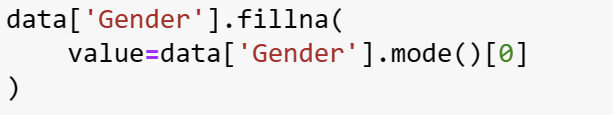 data['Gender'].fillna(
    value=data['Gender'].mode()[0]
)